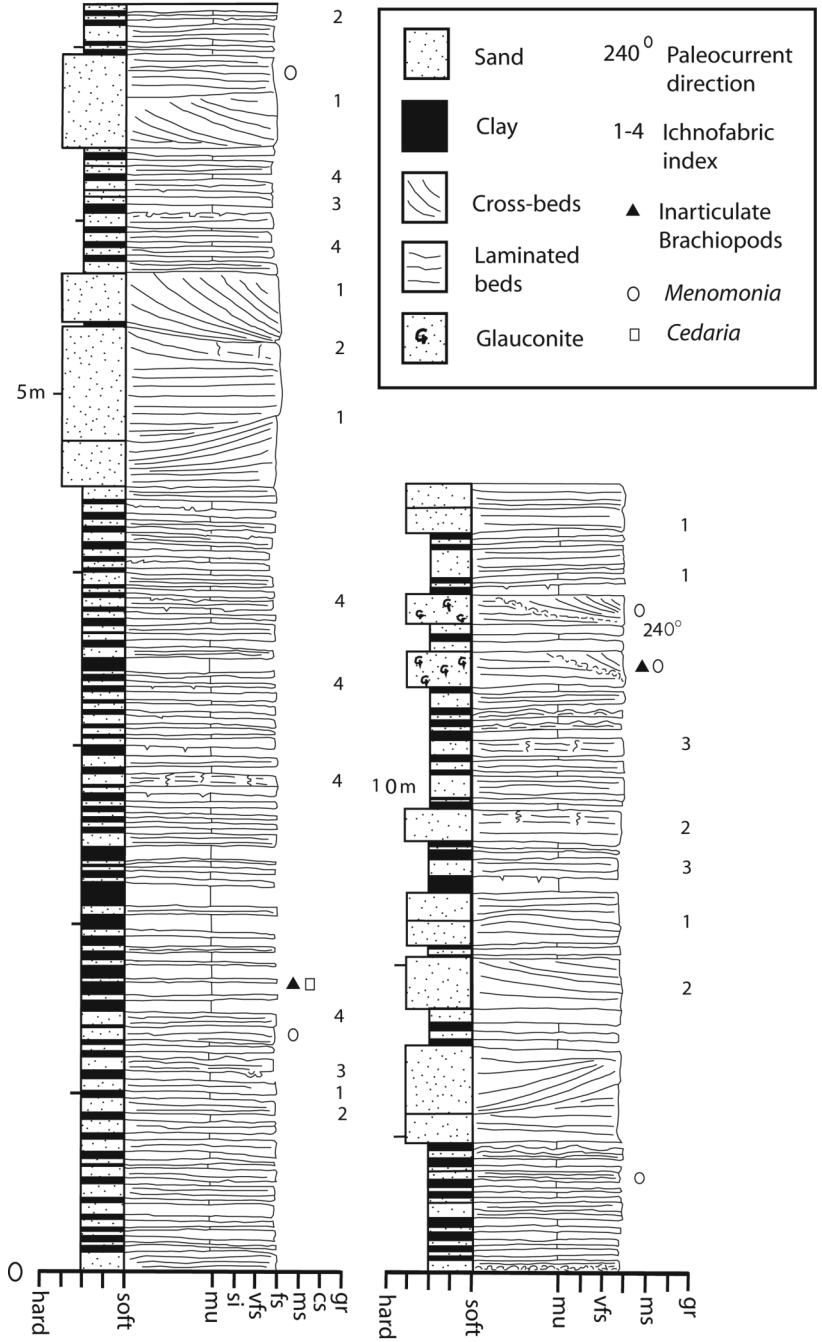 2
1
4
3
4
1
2
5m
1
4
4
4
4
3
1
2
0
hard
soft
mu
si
vfs
fs
ms
cs
gr
Sand
Clay
Cross-beds
Laminated
beds
G
Glauconite
240⁰
Paleocurrent
direction
1-4
Ichnofabric
index
Inarticulate
Brachiopods
Menomonia
Cedaria
1
1
G
G
G
240°
G
G
G
G
G
3
10m
2
3
1
2
hard
soft
mu
vfs
ms
gr